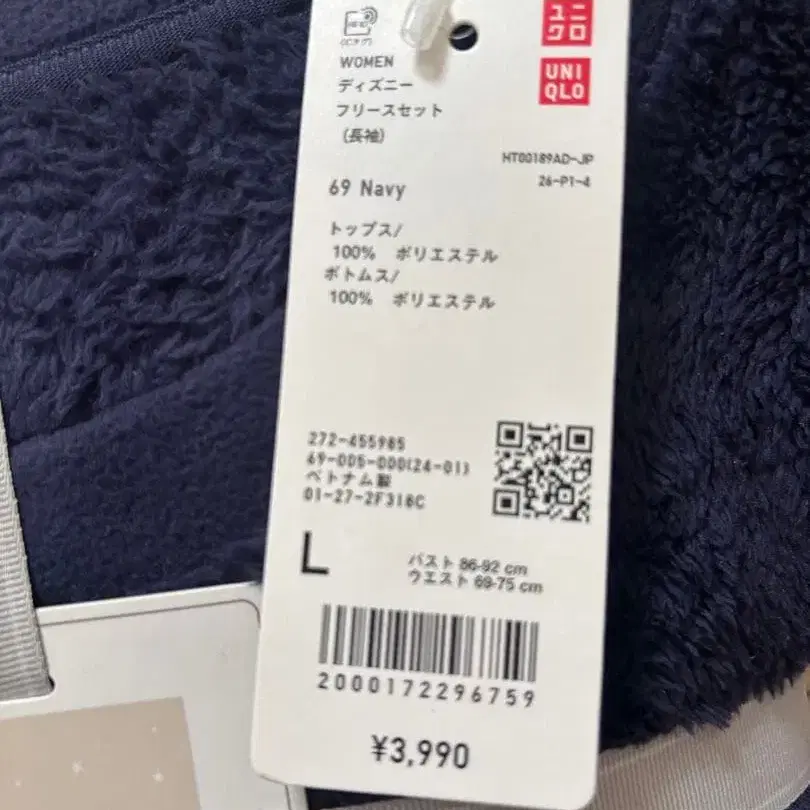 ユニ
クロ
UNI
QLO
WOMEN
ディズニー
フリースセット
(長袖)
HT00189AD-JP
26-P1-4
69 Navy
トップス/
100% ポリエステル
ボトムス/
100% ポリエステル
272-455985
69-005-000(24-01)
ベトナム製
01-27-2F318C
L
バスト 86-92 cm
ウエスト 69-75 cm
2000172296759
¥3,990